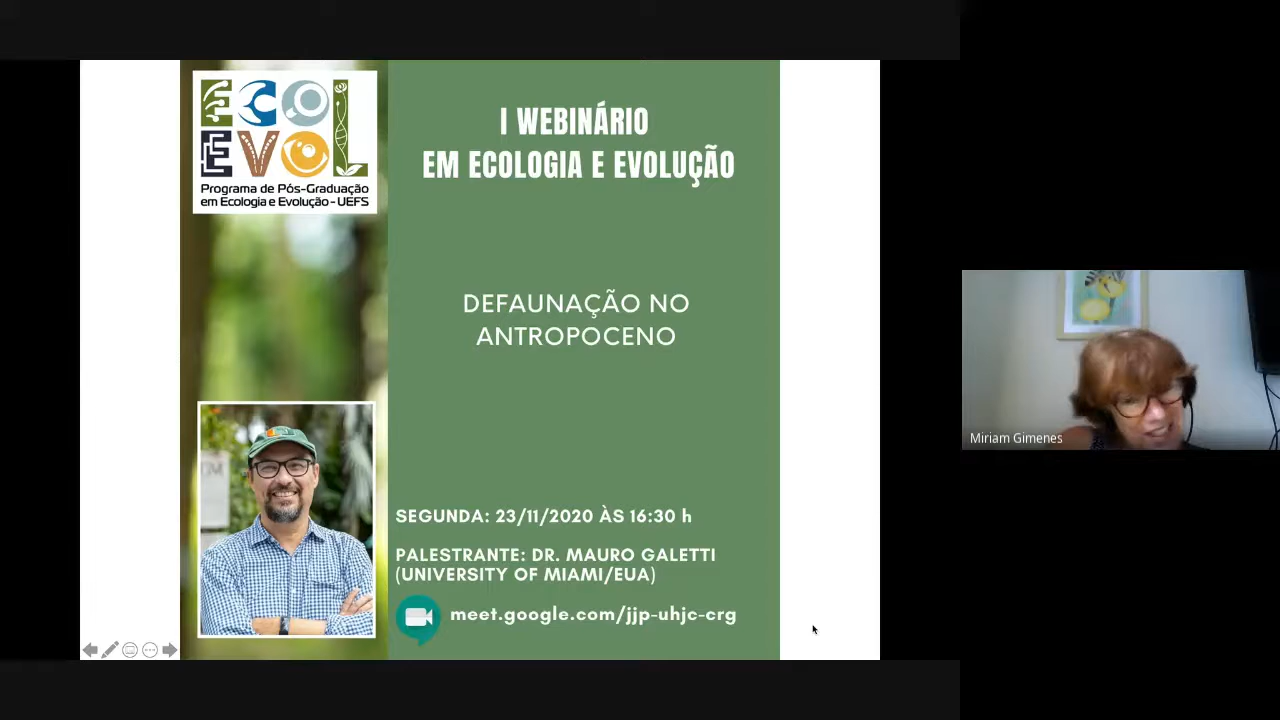 ECOL
EVOL
Programa de Pós-Graduação
em Ecologia e Evolução - UEFS
I WEBINÁRIO
EM ECOLOGIA E EVOLUÇÃO
DEFAUNAÇÃO NO
ANTROPOCENO
SEGUNDA: 23/11/2020 ÀS 16:30 h
PALESTRANTE: DR. MAURO GALETTI
(UNIVERSITY OF MIAMI/EUA)
meet.google.com/jjp-uhjc-crg
Miriam Gimenes